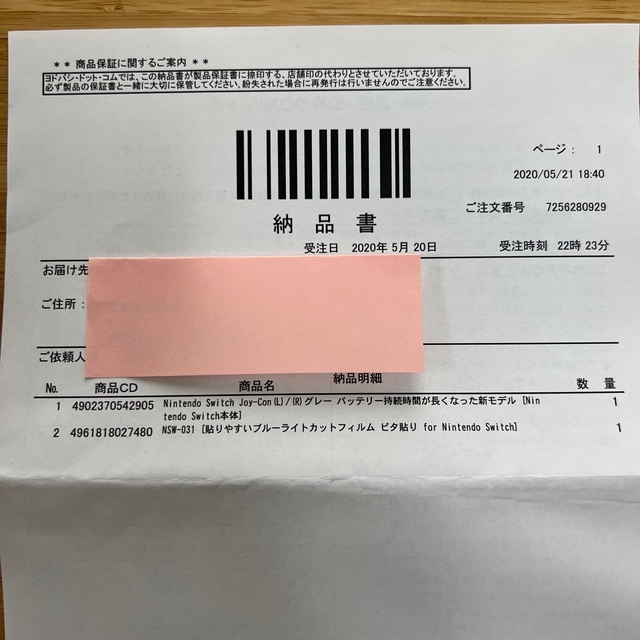 ** 商品保証に関するご案内 **
ヨドバシ・ドット・コムでは、この納品書が製品保証書に捺印する、店舗印の代わりとさせていただいております。
必ず製品の保証書と一緒に大切に保管してください。紛失された場合に再発行は行いませんのでご注意ください。
ページ: 1
2020/05/21 18:40
ご注文番号 7256280929
納 品 書
受注日 2020年 5月 20日 受注時刻 22時 23分
お届け先
ご住所:
ご依頼人
納品明細
No. 商品CD 商品名 数 量
1 4902370542905 Nintendo Switch Joy-Con(L)/(R)グレー バッテリー持続時間が長くなった新モデル [Nin
tendo Switch本体] 1
2 4961818027480 NSW-031 [貼りやすいブルーライトカットフィルム ピタ貼り for Nintendo Switch] 1